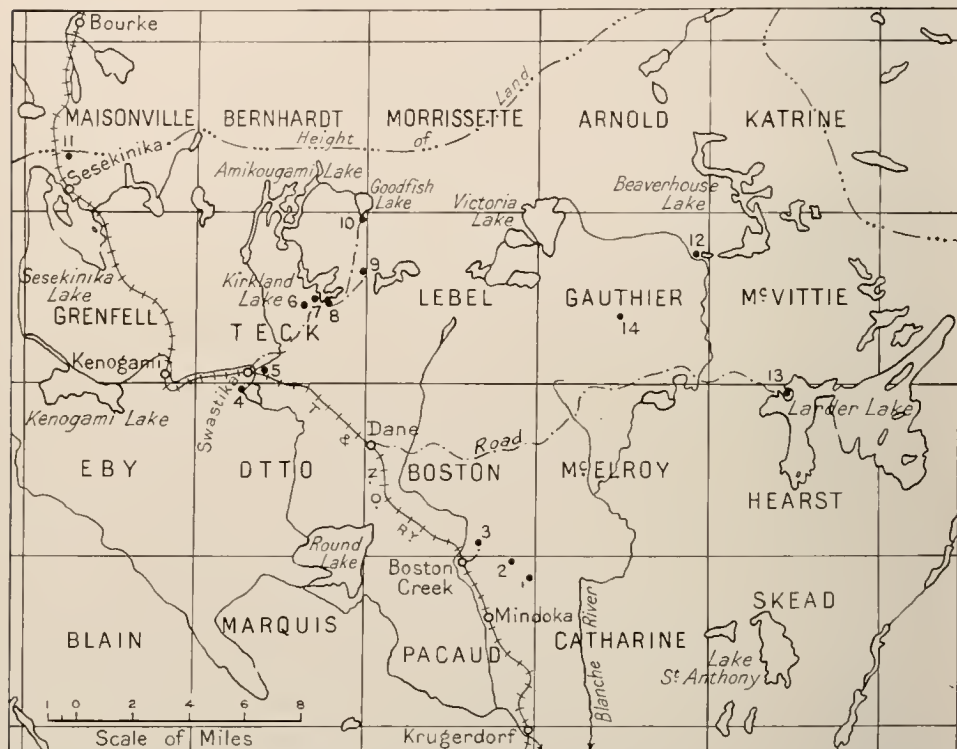 Bourke
MAISONVILLE
BERNHARDT
MORRISSETTE
ARNOLD
KATRINE
Height of Land
11
Sesekinika
Amikougami Lake
Goodfish
Lake
10
Victoria
Lake
Beaverhouse
Lake
12
9
Sesekinika
Lake
GRENFELL
Kirkland
Lake
6
7
8
TECK
LEBEL
GAUTHIER
14
McVITTIE
Kenogami
Kenogami Lake
Swastika
5
4
T. & N. O. RY
Dane
Road
13
Larder Lake
EBY
OTTO
BOSTON
McELROY
HEARST
Round
Lake
3
Boston
Creek
2
1
Mindoka
BLAIN
MARQUIS
PACAUD
CATHARINE
Blanche River
SKEAD
Lake
St Anthony
1 0 2 4 6 8
Scale of Miles
Krugerdorf